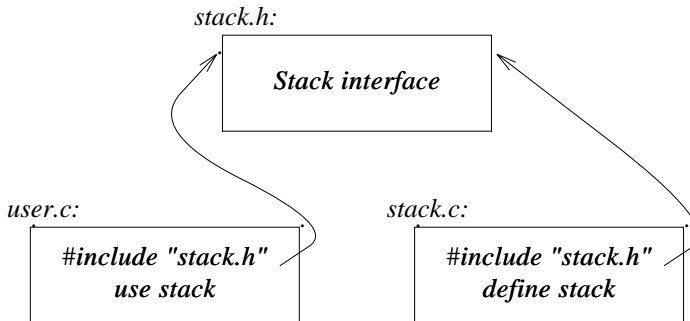 stack.h:
Stack interface
user.c:
stack.c:
#include "stack.h"
use stack
#include "stack.h"
define stack